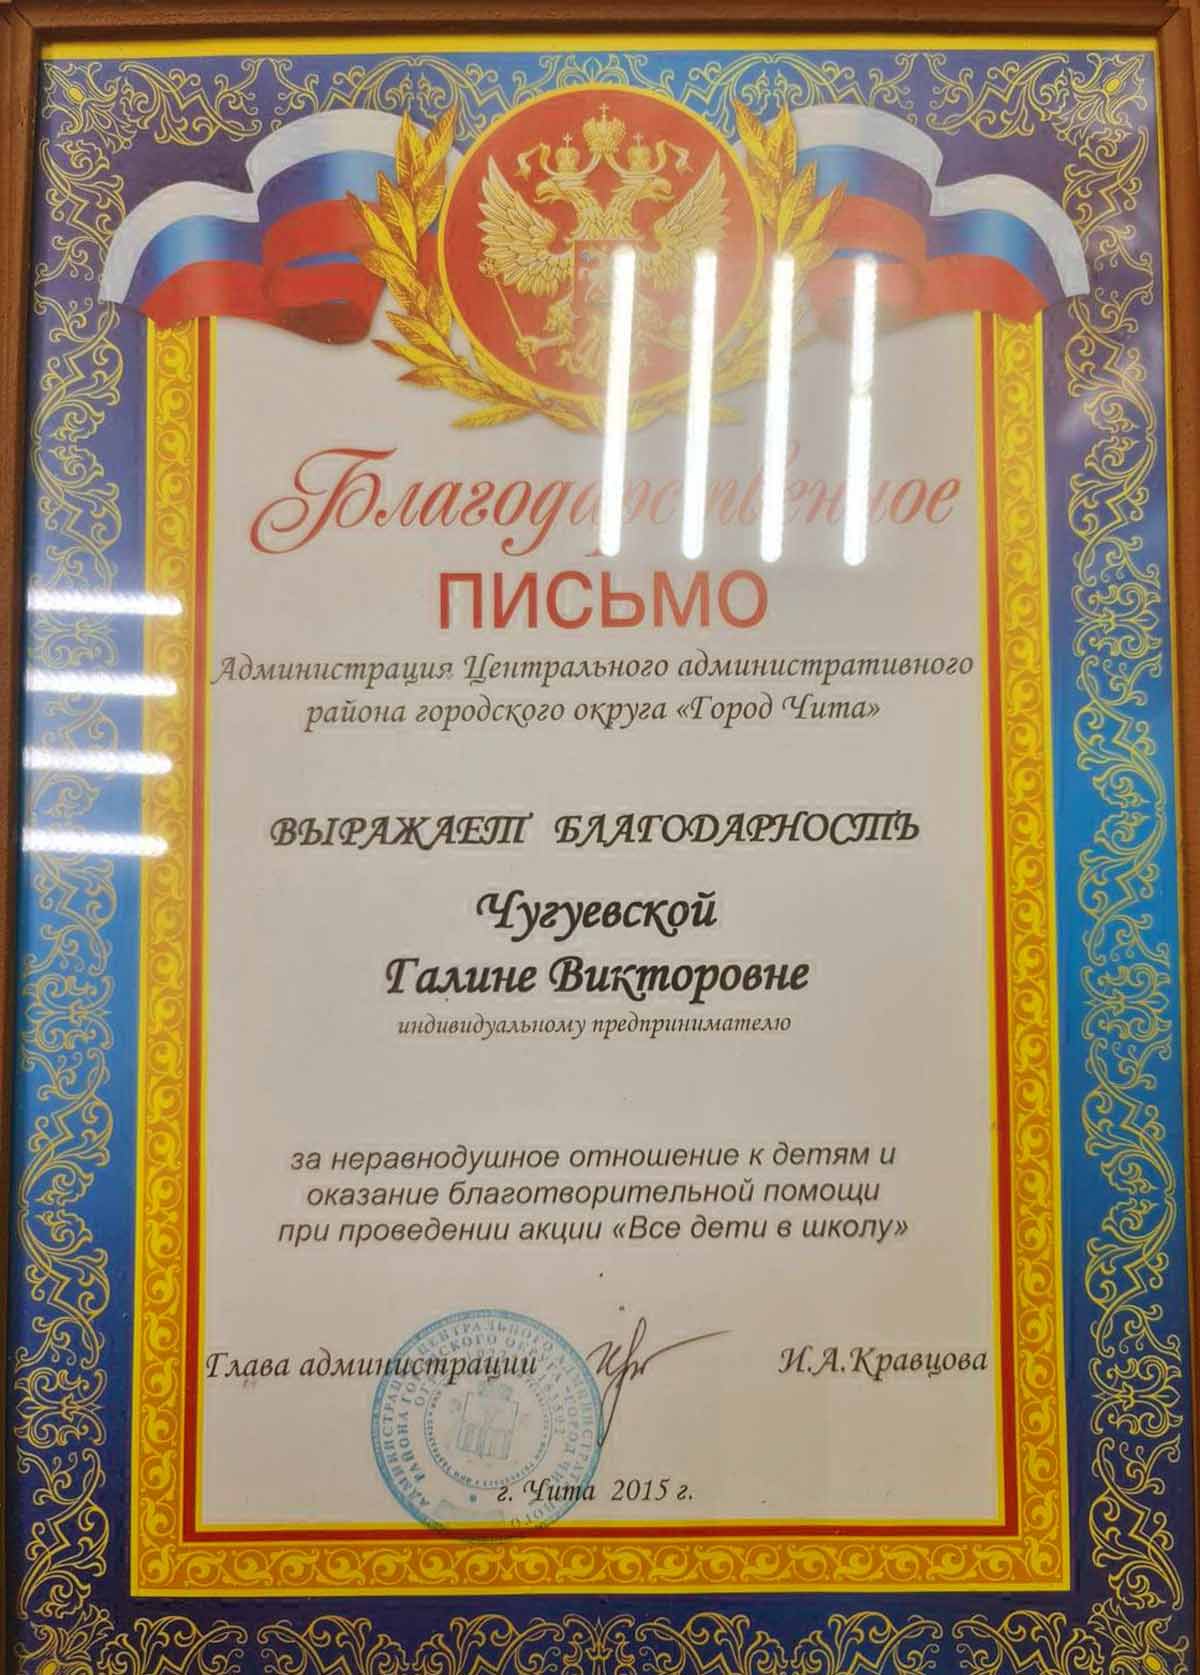 Благодарственное
ПИСЬМО
Администрация Центрального административного
района городского округа «Город Чита»
ВЫРАЖАЕТ БЛАГОДАРНОСТЬ
Чугуевской
Галине Викторовне
индивидуальному предпринимателю
за неравнодушное отношение к детям и
оказание благотворительной помощи
при проведении акции «Все дети в школу»
Глава администрации И.А.Кравцова
г. Чита 2015 г.